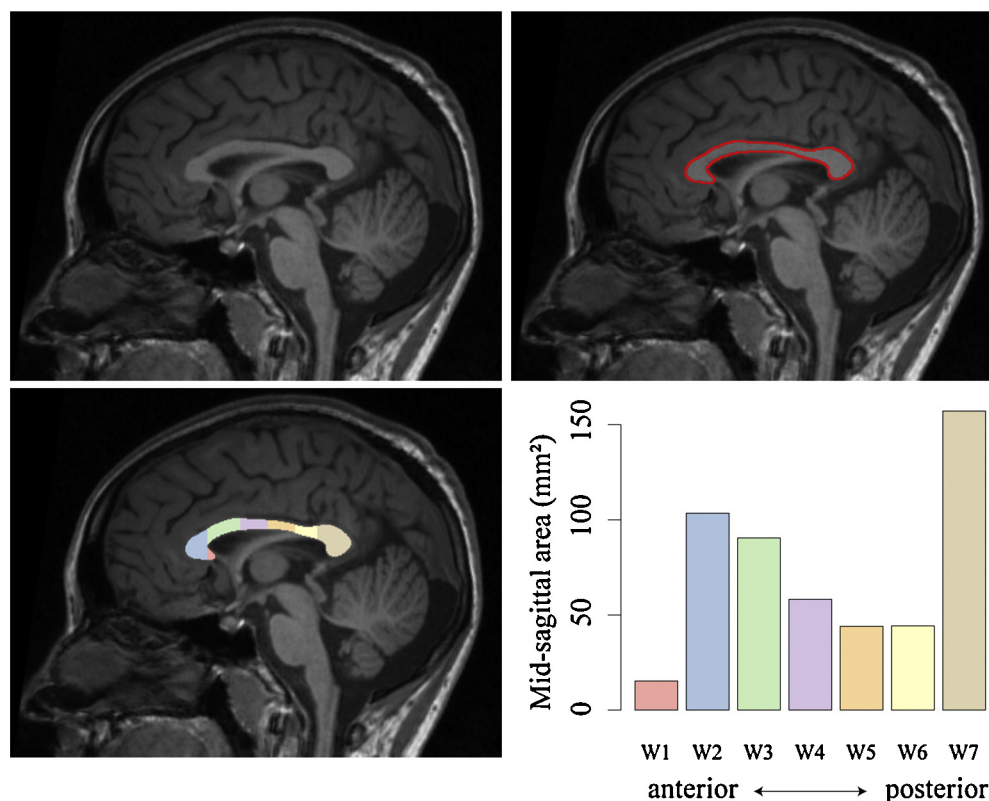 Mid-sagittal area (mm²)
150
100
50
0
W1 W2 W3 W4 W5 W6 W7
anterior ⟷ posterior